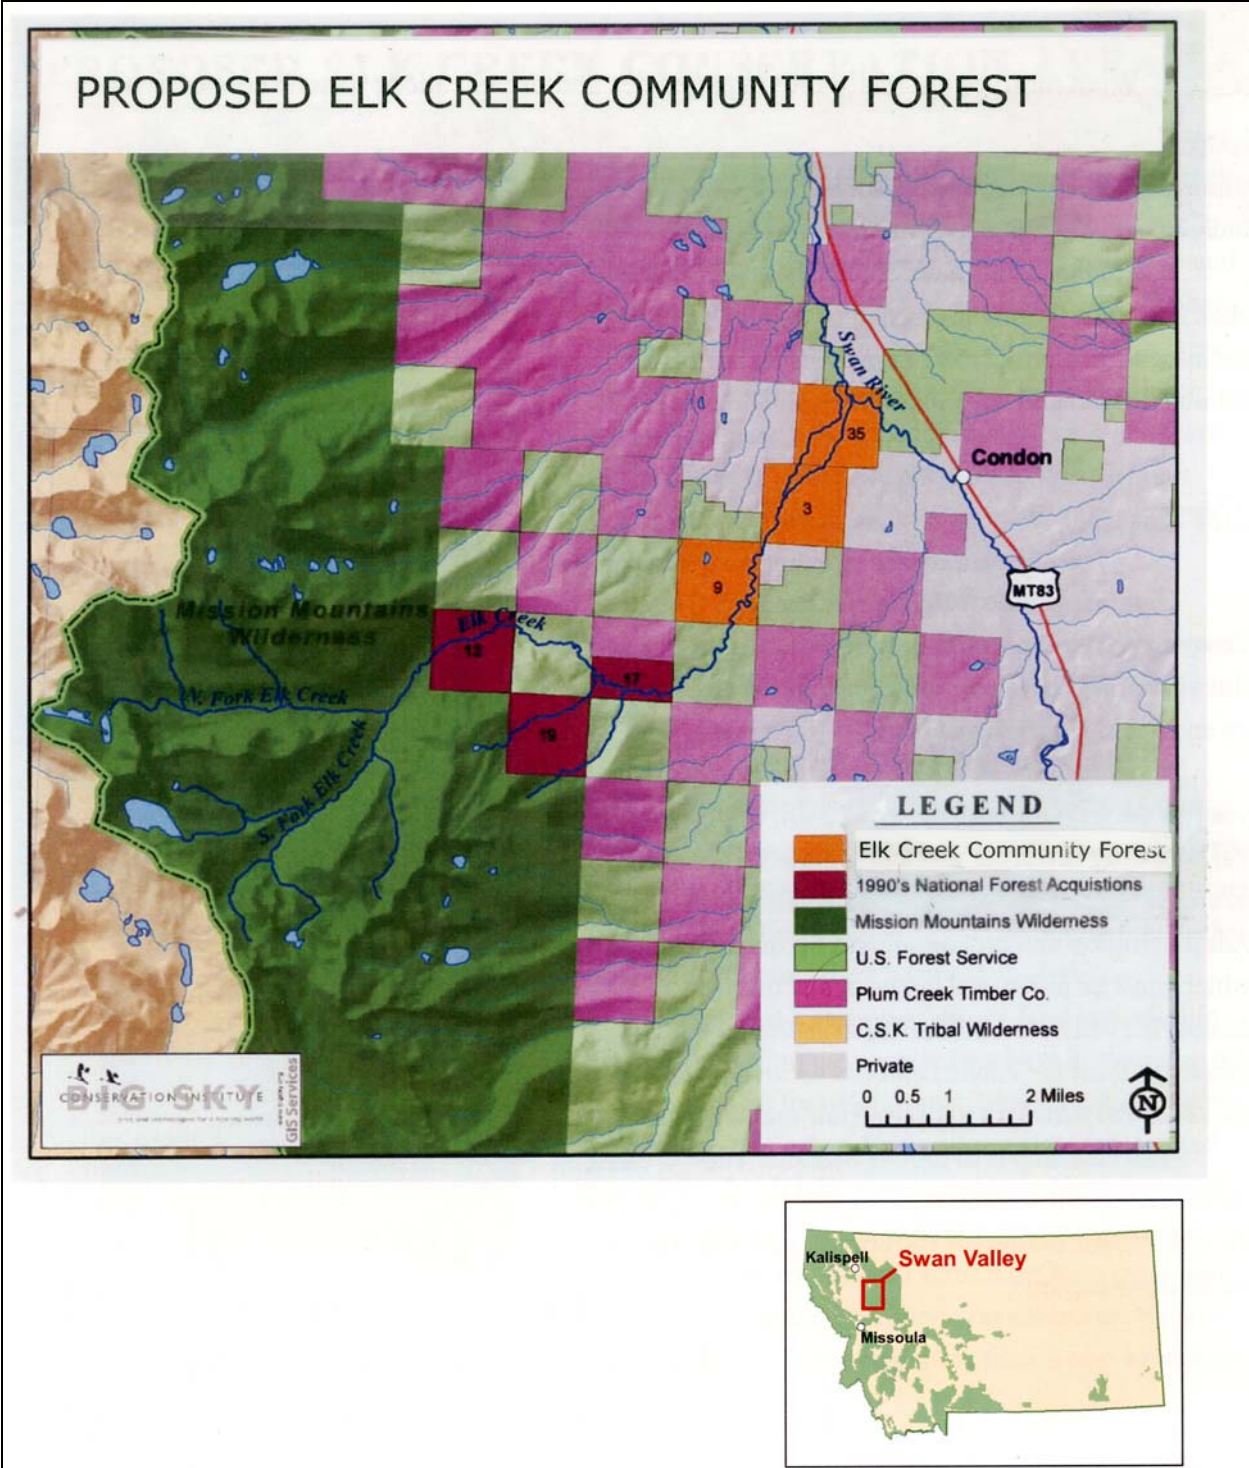 PROPOSED ELK CREEK COMMUNITY FOREST
Swan River
35
Condon
3
9
MT83
Mission Mountains
Wilderness
Elk Creek
13
17
N. Fork Elk Creek
19
S. Fork Elk Creek
LEGEND
Elk Creek Community Forest
1990's National Forest Acquistions
Mission Mountains Wilderness
U.S. Forest Service
Plum Creek Timber Co.
C.S.K. Tribal Wilderness
Private
0 0.5 1 2 Miles
N
BIG SKY
CONSERVATION INSTITUTE
GIS Services
Kalispell
Swan Valley
Missoula